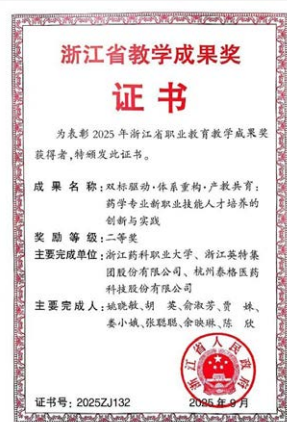 浙江省教学成果奖
证书
为表彰2025年浙江省职业教育教学成果奖
获得者，特颁发此证书。
成果名称：双标驱动·体系重构·产教共育：
药学专业新职业技能人才培养的
创新与实践
奖励等级：二等奖
主要完成单位：浙江药科职业大学、浙江英特集
团股份有限公司、杭州泰格医药
科技股份有限公司
主要完成人：姚晓敏、胡 英、俞淑芳、贾 姝、
娄小娥、张聪聪、余映琳、陈 欣
浙江省人民政府
证书号：2025ZJ132
2025年9月